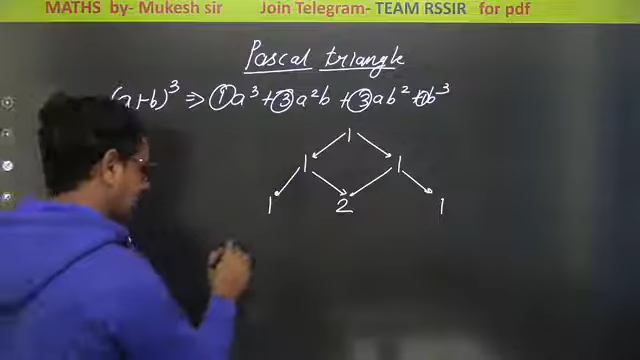 MATHS by- Mukesh sir Join Telegram- TEAM RSSIR for pdf
Pascal triangle
(a+b)³ ⇒ 1a³ + 3a²b + 3ab² + 1b³
1
1 1
1 2 1